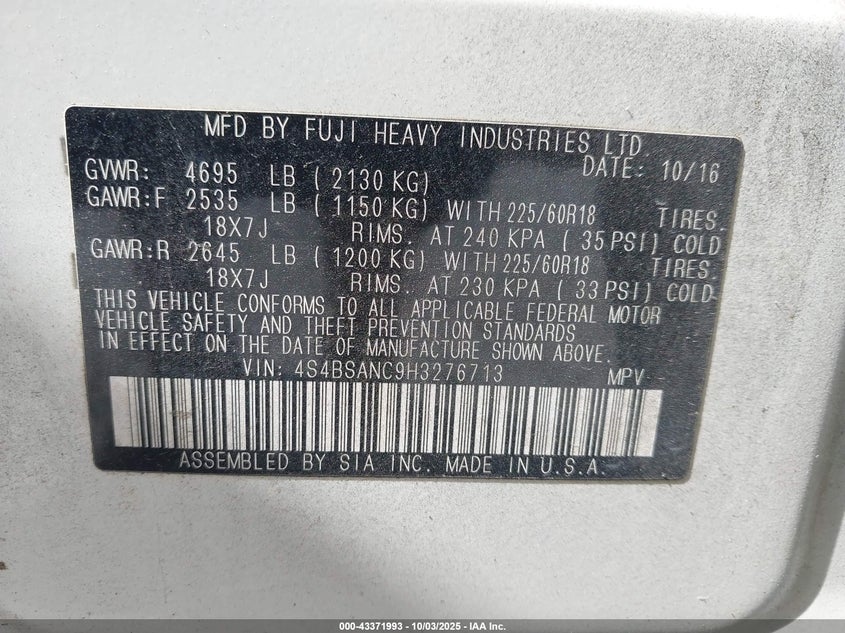 MFD BY FUJI HEAVY INDUSTRIES LTD.
DATE: 10/16
GVWR: 4695 LB ( 2130 KG)
GAWR:F 2535 LB ( 1150 KG) WITH 225/60R18 TIRES.
18X7J RIMS. AT 240 KPA ( 35 PSI) COLD
GAWR:R 2645 LB ( 1200 KG) WITH 225/60R18 TIRES.
18X7J RIMS. AT 230 KPA ( 33 PSI) COLD
THIS VEHICLE CONFORMS TO ALL APPLICABLE FEDERAL MOTOR
VEHICLE SAFETY AND THEFT PREVENTION STANDARDS
IN EFFECT ON THE DATE OF MANUFACTURE SHOWN ABOVE.
VIN: 4S4BSANC9H3276713 MPV
ASSEMBLED BY SIA INC. MADE IN U.S.A.
000-43371993 - 10/03/2025 - IAA Inc.